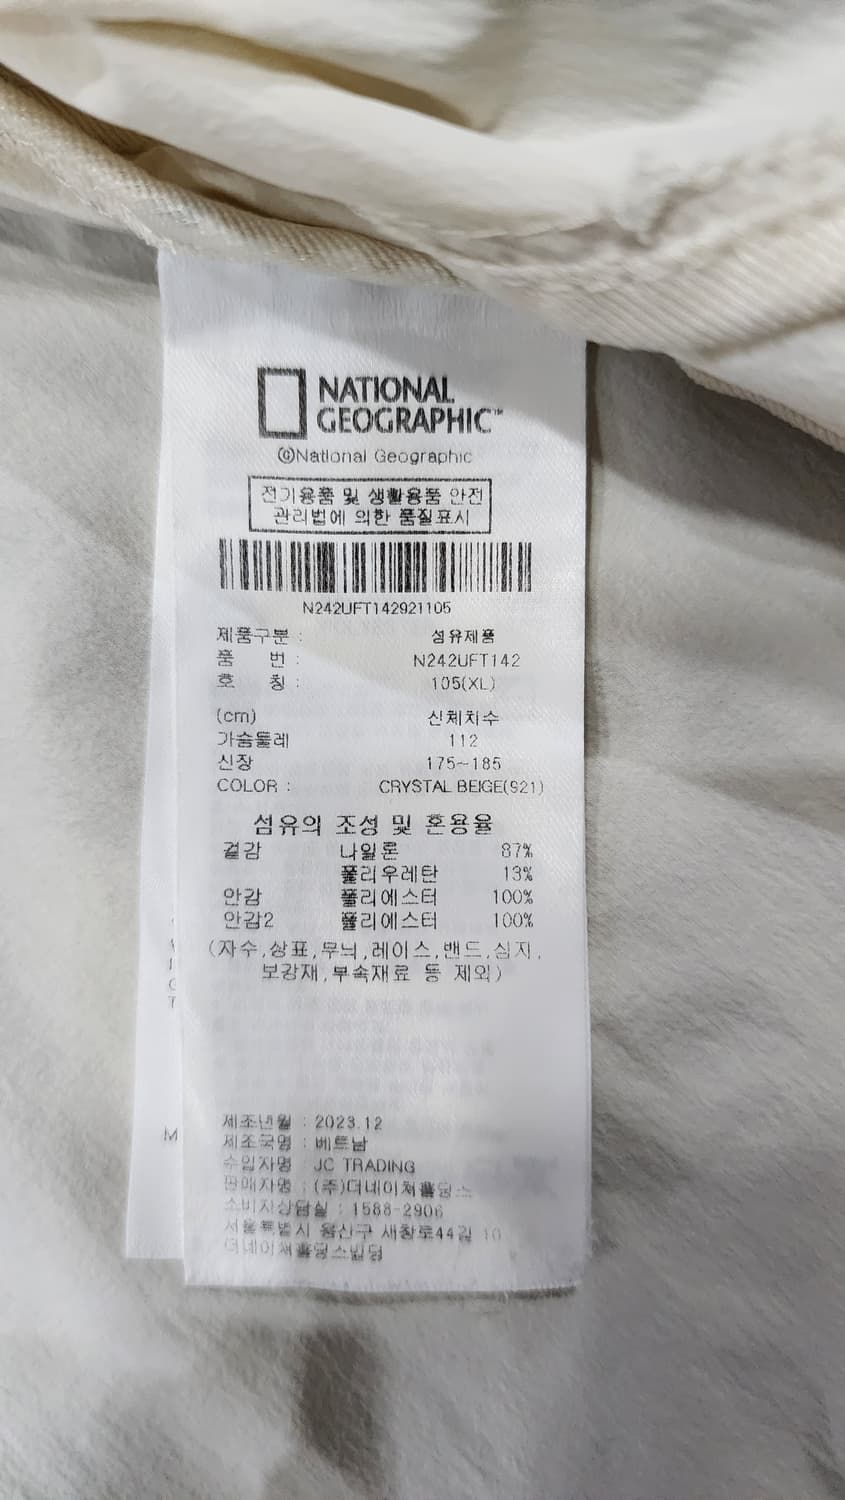 NATIONAL
GEOGRAPHIC™
©National Geographic
전기용품 및 생활용품 안전
관리법에 의한 품질표시
N242UFT142921105
제품구분 : 섬유제품
품 번 : N242UFT142
호 칭 : 105(XL)
(cm) 신체치수
가슴둘레 112
신장 175~185
COLOR : CRYSTAL BEIGE(921)
섬유의 조성 및 혼용율
겉감 나일론 87%
폴리우레탄 13%
안감 폴리에스터 100%
안감2 폴리에스터 100%
(자수,상표,무늬,레이스,밴드,심지,
보강재,부속재료 등 제외)
제조년월 : 2023.12
제조국명 : 베트남
수입자명 : JC TRADING
판매자명 : (주)더네이쳐홀딩스
소비자상담실 : 1588-2906
서울특별시 용산구 새창로44길 10
더네이쳐홀딩스빌딩
M